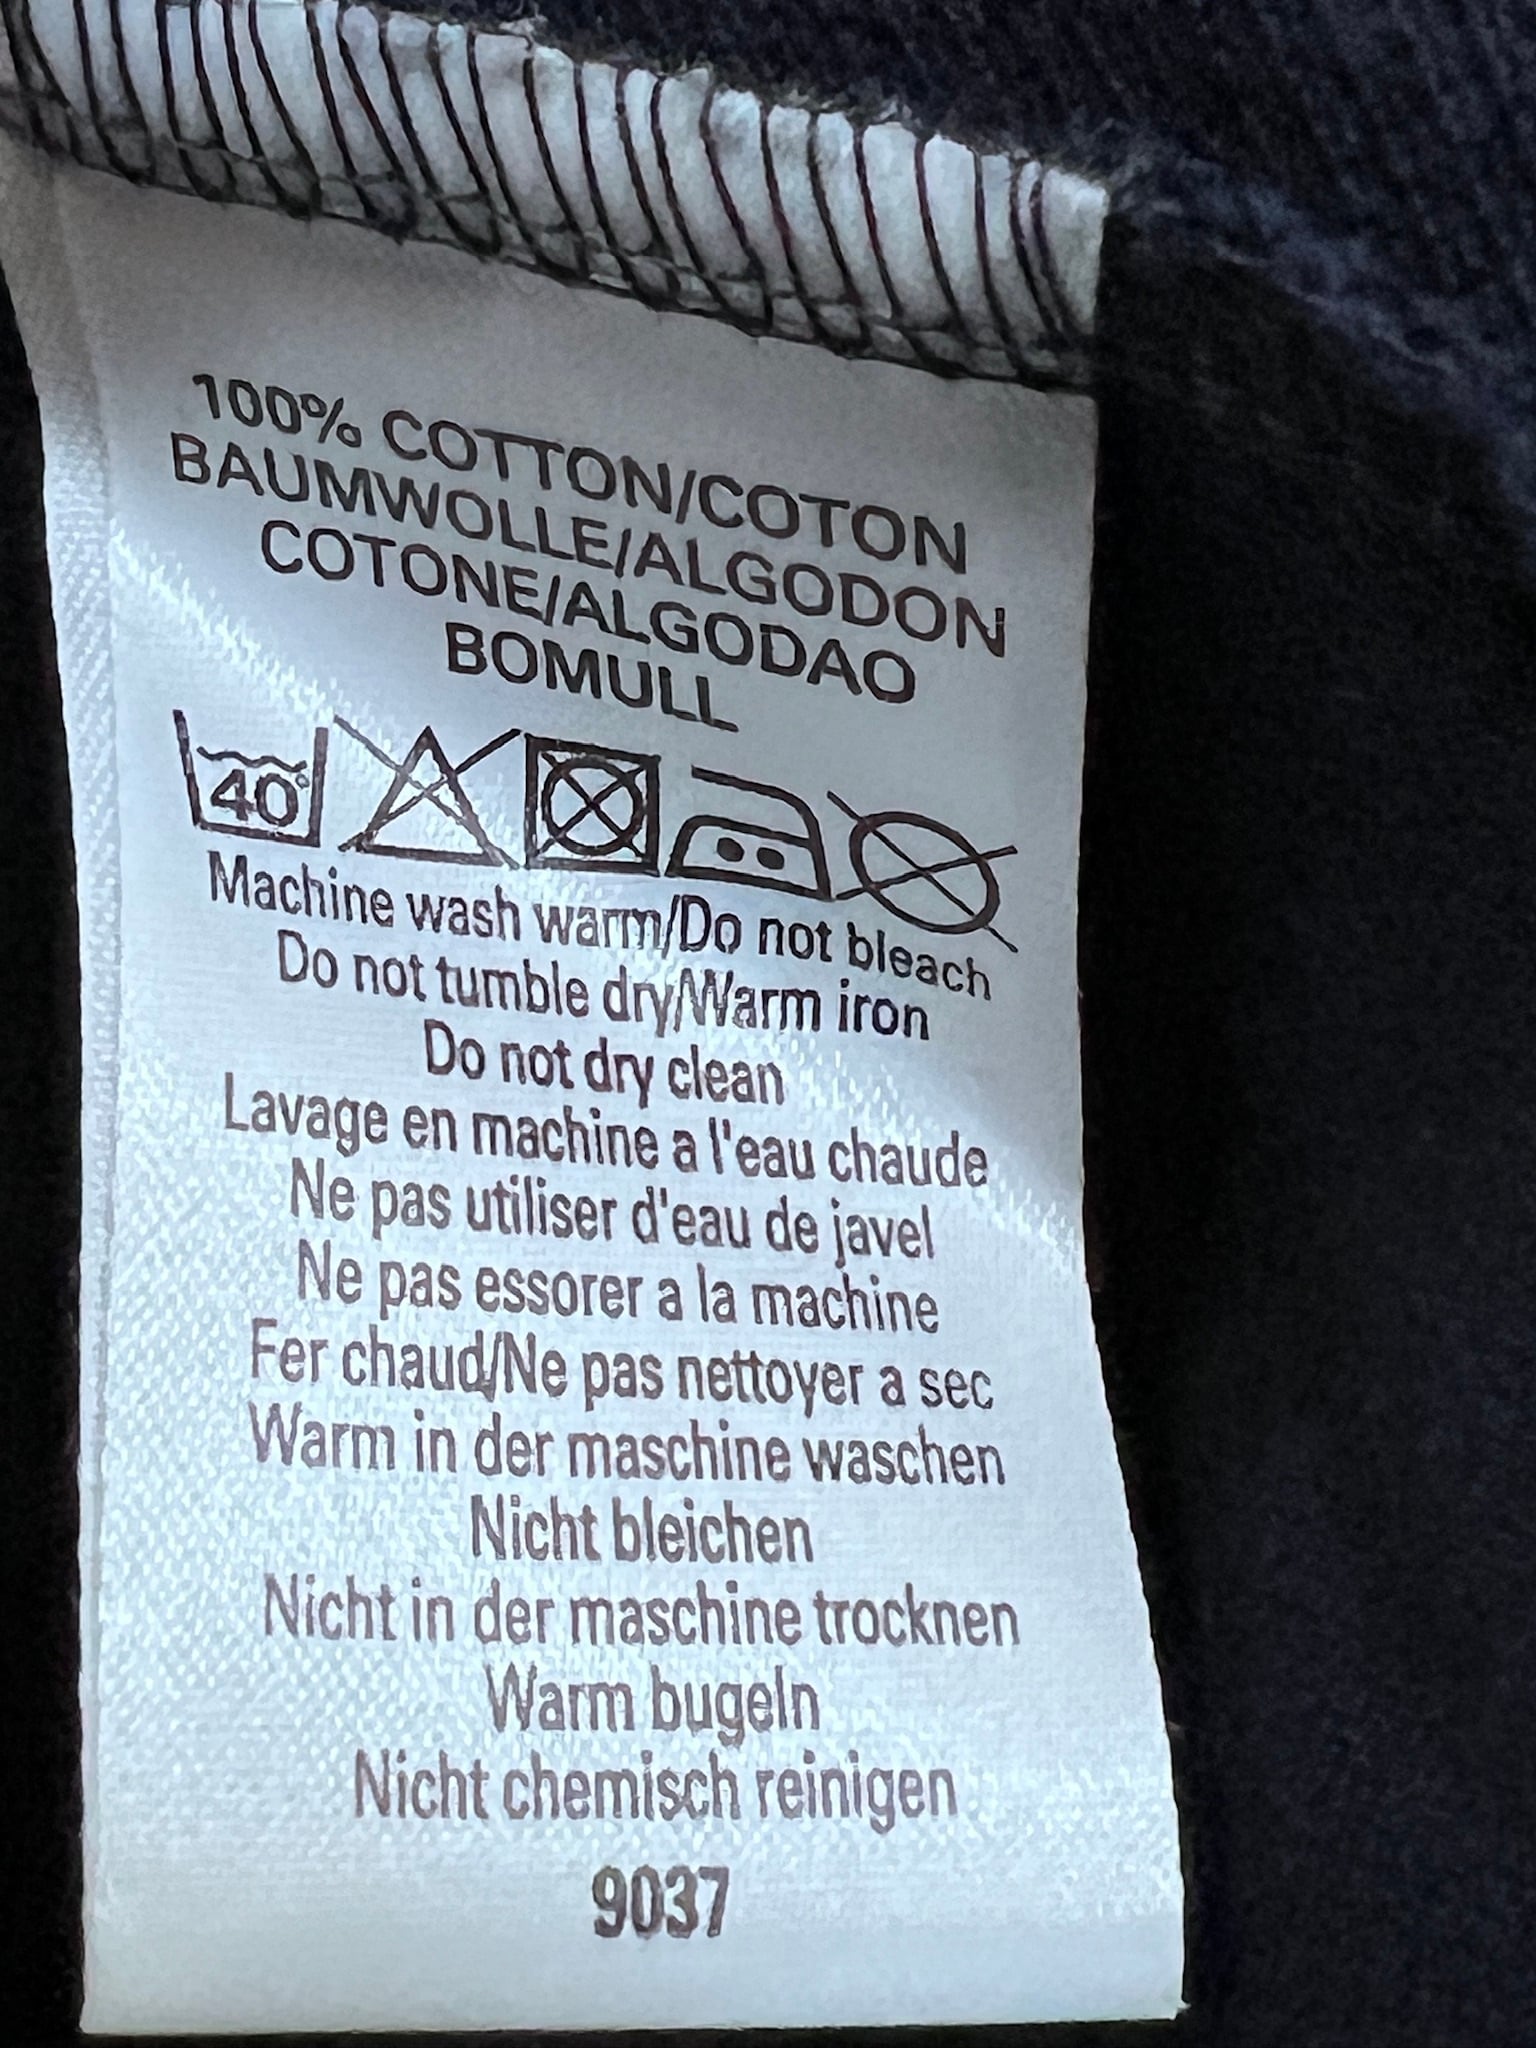 100% COTTON/COTON
BAUMWOLLE/ALGODON
COTONE/ALGODAO
BOMULL
40°
Machine wash warm/Do not bleach
Do not tumble dry/Warm iron
Do not dry clean
Lavage en machine a l'eau chaude
Ne pas utiliser d'eau de javel
Ne pas essorer a la machine
Fer chaud/Ne pas nettoyer a sec
Warm in der maschine waschen
Nicht bleichen
Nicht in der maschine trocknen
Warm bugeln
Nicht chemisch reinigen
9037